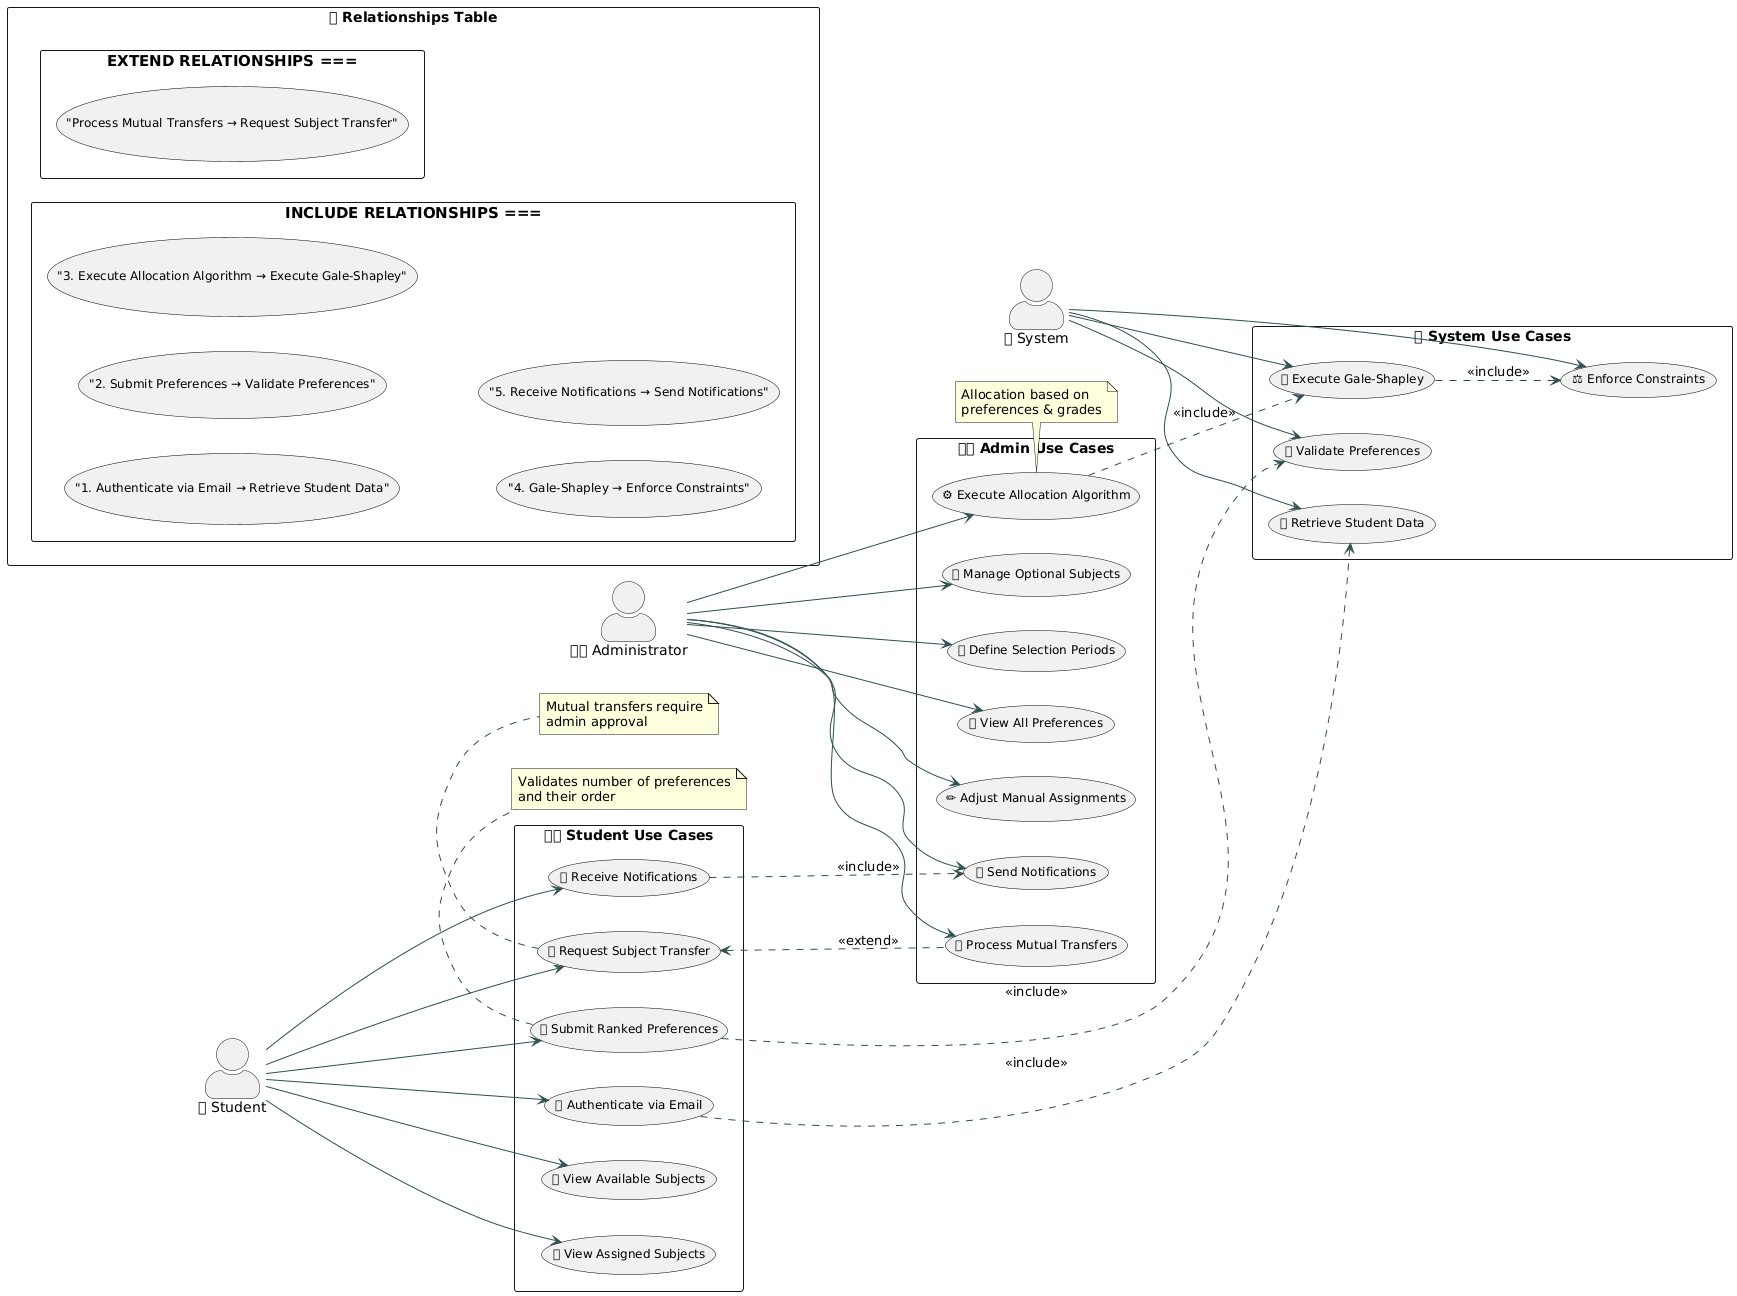 Relationships Table
EXTEND RELATIONSHIPS ===
"Process Mutual Transfers → Request Subject Transfer"
INCLUDE RELATIONSHIPS ===
"3. Execute Allocation Algorithm → Execute Gale-Shapley"
"2. Submit Preferences → Validate Preferences"
"5. Receive Notifications → Send Notifications"
"1. Authenticate via Email → Retrieve Student Data"
"4. Gale-Shapley → Enforce Constraints"
System
System Use Cases
Execute Gale-Shapley
«include»
⚖ Enforce Constraints
Validate Preferences
Retrieve Student Data
«include»
Allocation based on
preferences & grades
Admin Use Cases
⚙ Execute Allocation Algorithm
Manage Optional Subjects
Define Selection Periods
View All Preferences
✏ Adjust Manual Assignments
Send Notifications
Process Mutual Transfers
Administrator
Mutual transfers require
admin approval
Validates number of preferences
and their order
Student Use Cases
Receive Notifications
«include»
Request Subject Transfer
«extend»
Submit Ranked Preferences
«include»
Authenticate via Email
«include»
View Available Subjects
View Assigned Subjects
Student